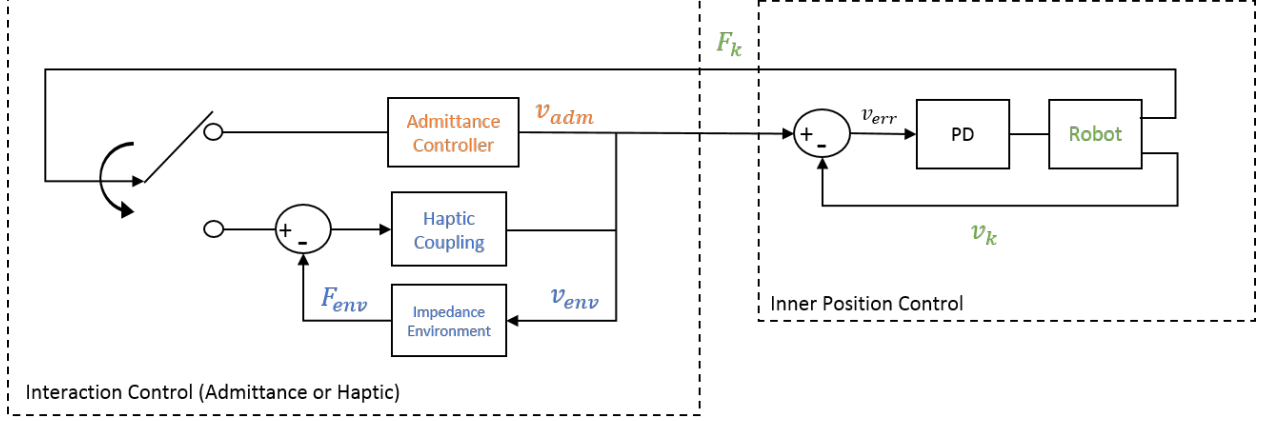 F_k
v_adm
Admittance
Controller
+
-
v_err
PD
Robot
+
-
Haptic
Coupling
v_k
F_env
Impedance
Environment
v_env
Inner Position Control
Interaction Control (Admittance or Haptic)